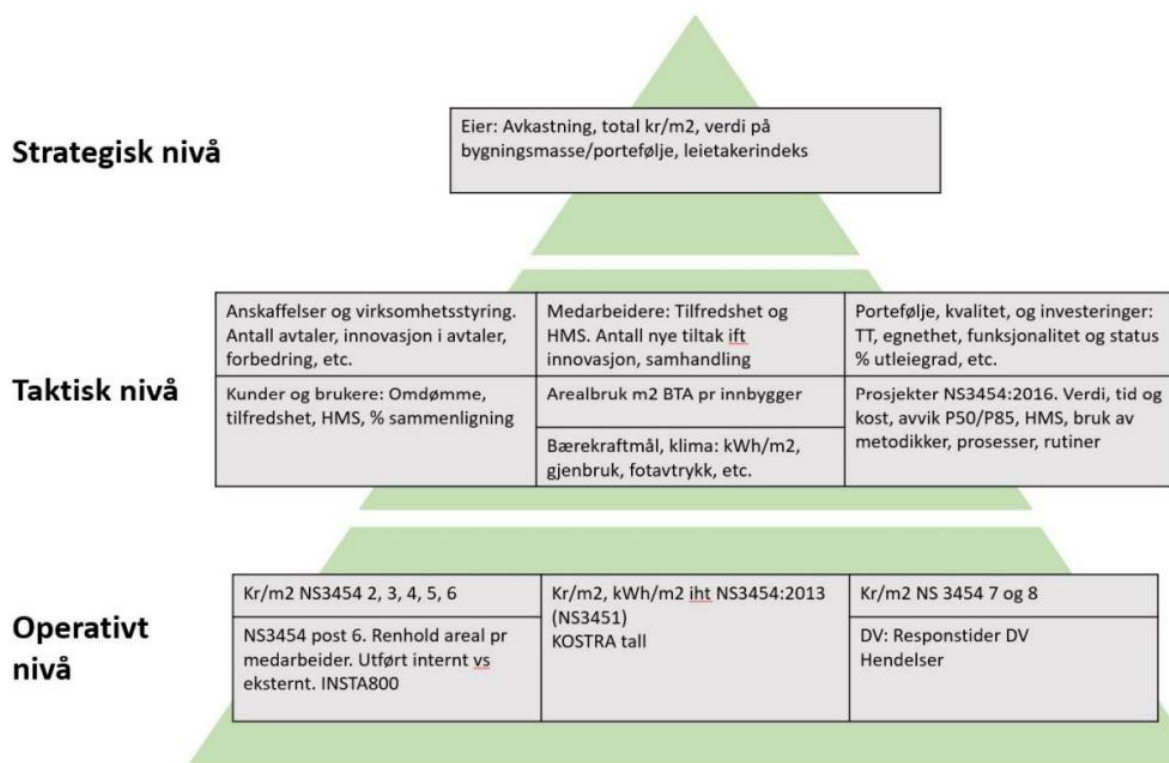 Strategisk nivå
Eier: Avkastning, total kr/m2, verdi på
bygningsmasse/portefølje, leietakerindeks
Taktisk nivå
Anskaffelser og virksomhetsstyring.
Antall avtaler, innovasjon i avtaler,
forbedring, etc.
Medarbeidere: Tilfredshet og
HMS. Antall nye tiltak ift
innovasjon, samhandling
Portefølje, kvalitet, og investeringer:
TT, egnethet, funksjonalitet og status
% utleiegrad, etc.
Kunder og brukere: Omdømme,
tilfredshet, HMS, % sammenligning
Arealbruk m2 BTA pr innbygger
Bærekraftmål, klima: kWh/m2,
gjenbruk, fotavtrykk, etc.
Prosjekter NS3454:2016. Verdi, tid og
kost, avvik P50/P85, HMS, bruk av
metodikker, prosesser, rutiner
Operativt
nivå
Kr/m2 NS3454 2, 3, 4, 5, 6
NS3454 post 6. Renhold areal pr
medarbeider. Utført internt vs
eksternt. INSTA800
Kr/m2, kWh/m2 iht NS3454:2013
(NS3451)
KOSTRA tall
Kr/m2 NS 3454 7 og 8
DV: Responstider DV
Hendelser